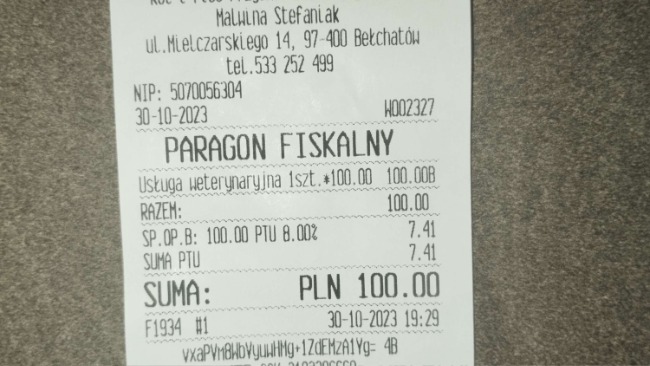 Malwina Stefaniak
ul.Mielczarskiego 14, 97-400 Bełchatów
tel.533 252 499
NIP: 5070056304
30-10-2023 W002327
PARAGON FISKALNY
Usługa weterynaryjna 1szt.*100.00 100.00B
RAZEM: 100.00
SP.OP.B: 100.00 PTU 8.00% 7.41
SUMA PTU 7.41
SUMA: PLN 100.00
F1934 #1 30-10-2023 19:29
vxaPVm8WbVyuwHMg+1ZdEMzA1Yg= 4B